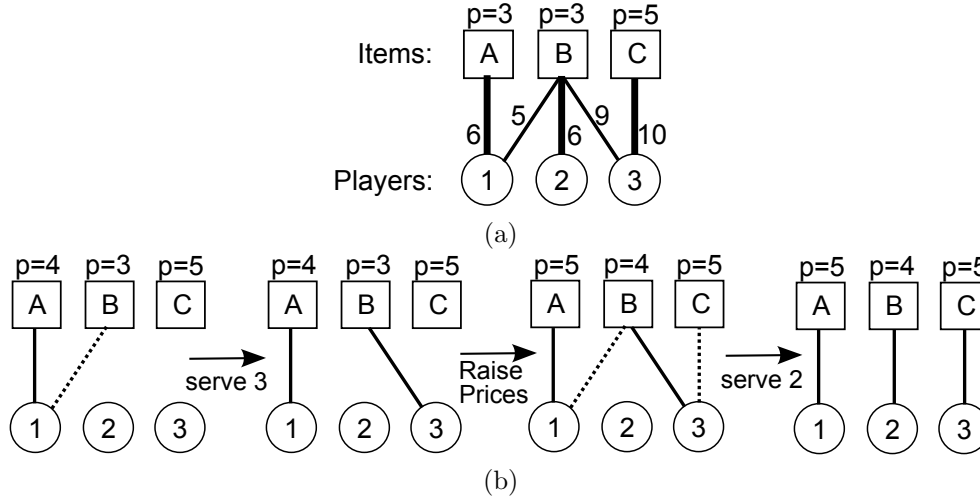 p=3 p=3 p=5
Items: A B C
5 9
6 6 10
Players: 1 2 3
(a)
p=4 p=3 p=5 p=4 p=3 p=5 p=5 p=4 p=5 p=5 p=4 p=5
A B C A B C A B C A B C
serve 3 Raise Prices serve 2
1 2 3 1 2 3 1 2 3 1 2 3
(b)